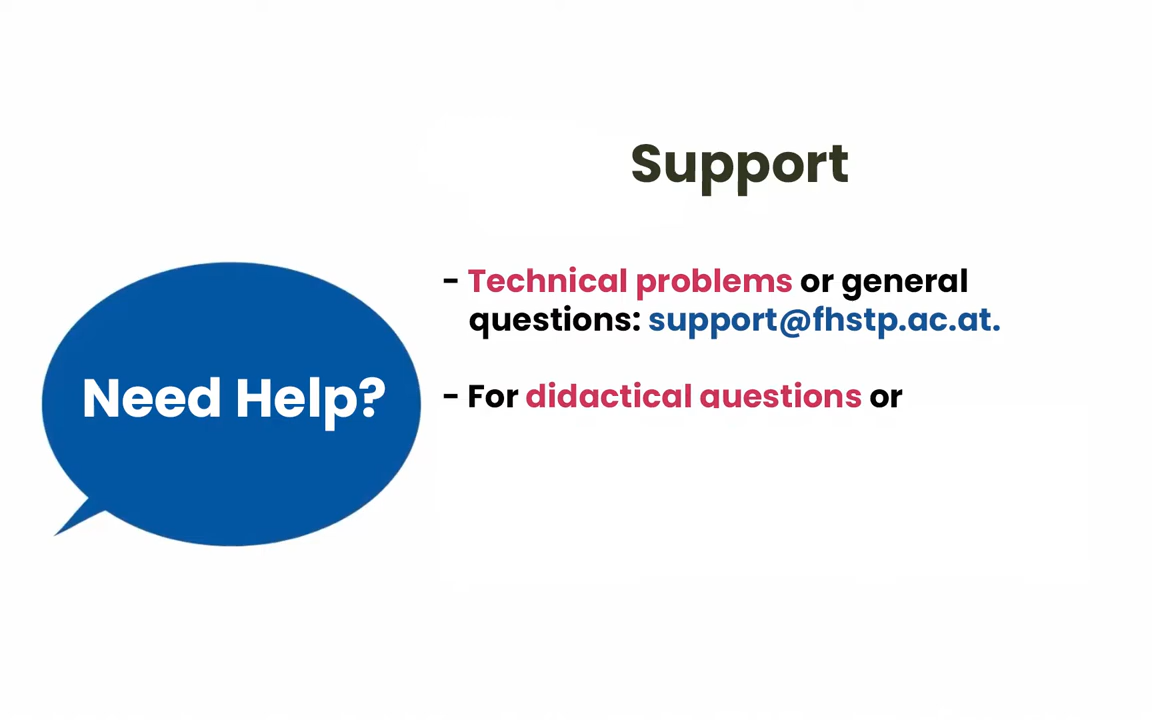 Support
- Technical problems or general
questions: support@fhstp.ac.at.
Need Help?
- For didactical questions or